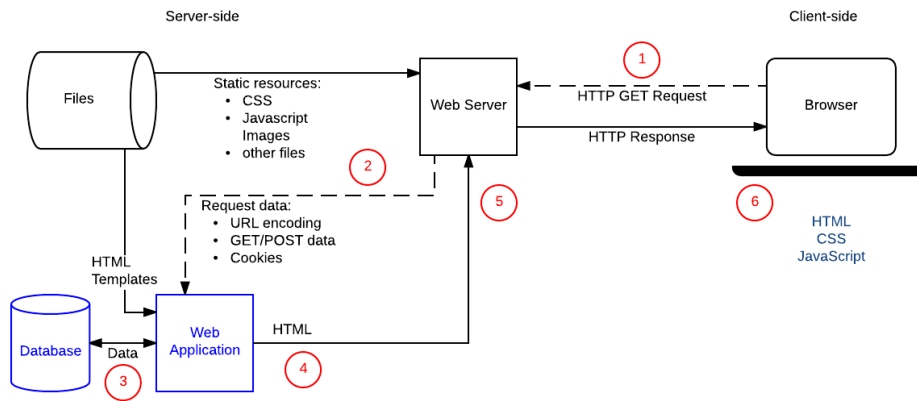 Server-side
Client-side
Files
Static resources:
• CSS
• Javascript
Images
• other files
Web Server
1
HTTP GET Request
HTTP Response
Browser
2
Request data:
• URL encoding
• GET/POST data
• Cookies
5
6
HTML
CSS
JavaScript
HTML
Templates
Database
Data
3
Web
Application
HTML
4